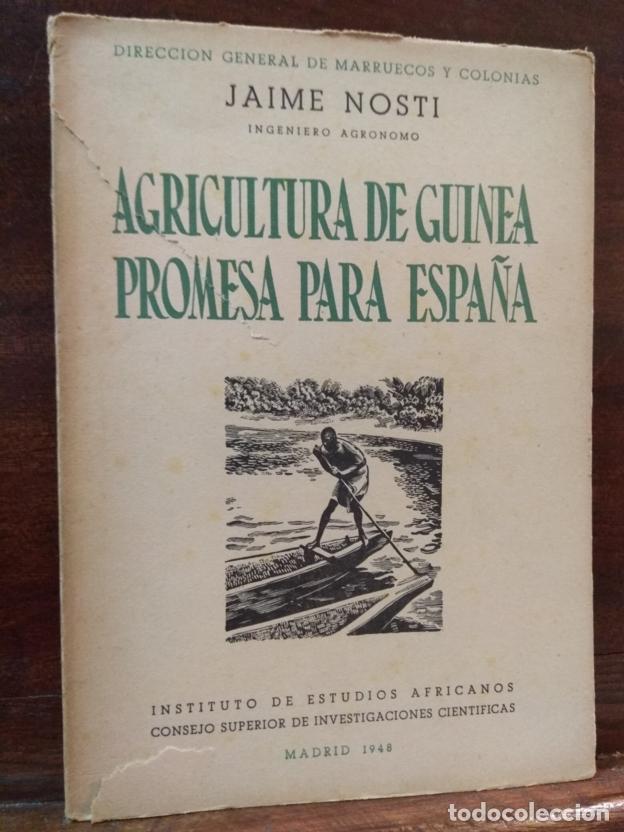 DIRECCION GENERAL DE MARRUECOS Y COLONIAS
JAIME NOSTI
INGENIERO AGRONOMO
AGRICULTURA DE GUINEA
PROMESA PARA ESPAÑA
INSTITUTO DE ESTUDIOS AFRICANOS
CONSEJO SUPERIOR DE INVESTIGACIONES CIENTIFICAS
MADRID 1948
todocoleccion.net